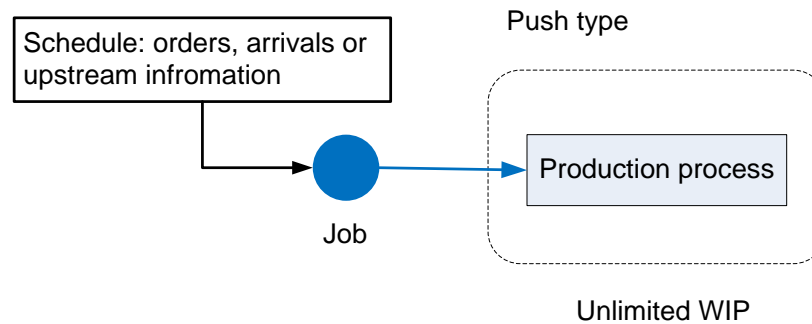 Push type
Schedule: orders, arrivals or
upstream infromation
Production process
Job
Unlimited WIP